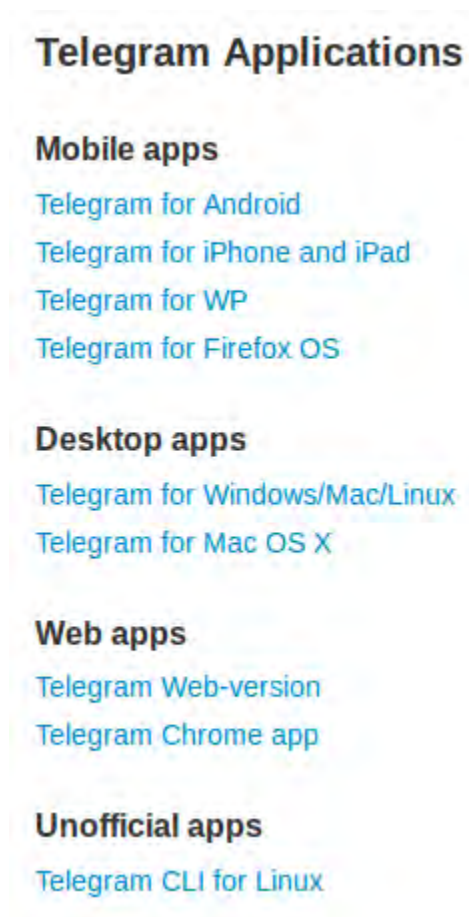 Telegram Applications
Mobile apps
Telegram for Android
Telegram for iPhone and iPad
Telegram for WP
Telegram for Firefox OS
Desktop apps
Telegram for Windows/Mac/Linux
Telegram for Mac OS X
Web apps
Telegram Web-version
Telegram Chrome app
Unofficial apps
Telegram CLI for Linux